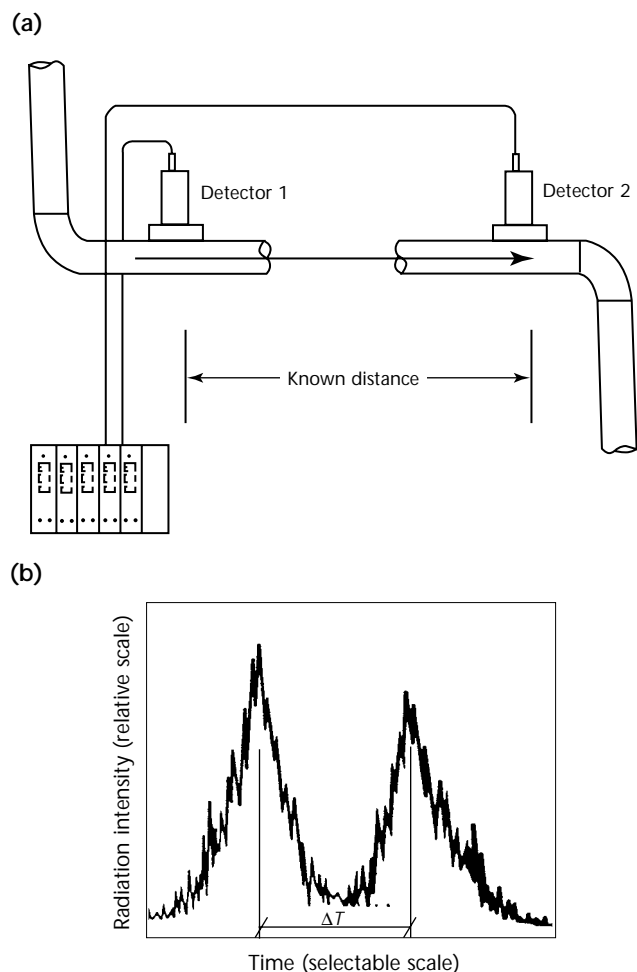 (a)
Detector 1
Detector 2
Known distance
(b)
Radiation intensity (relative scale)
ΔT
Time (selectable scale)